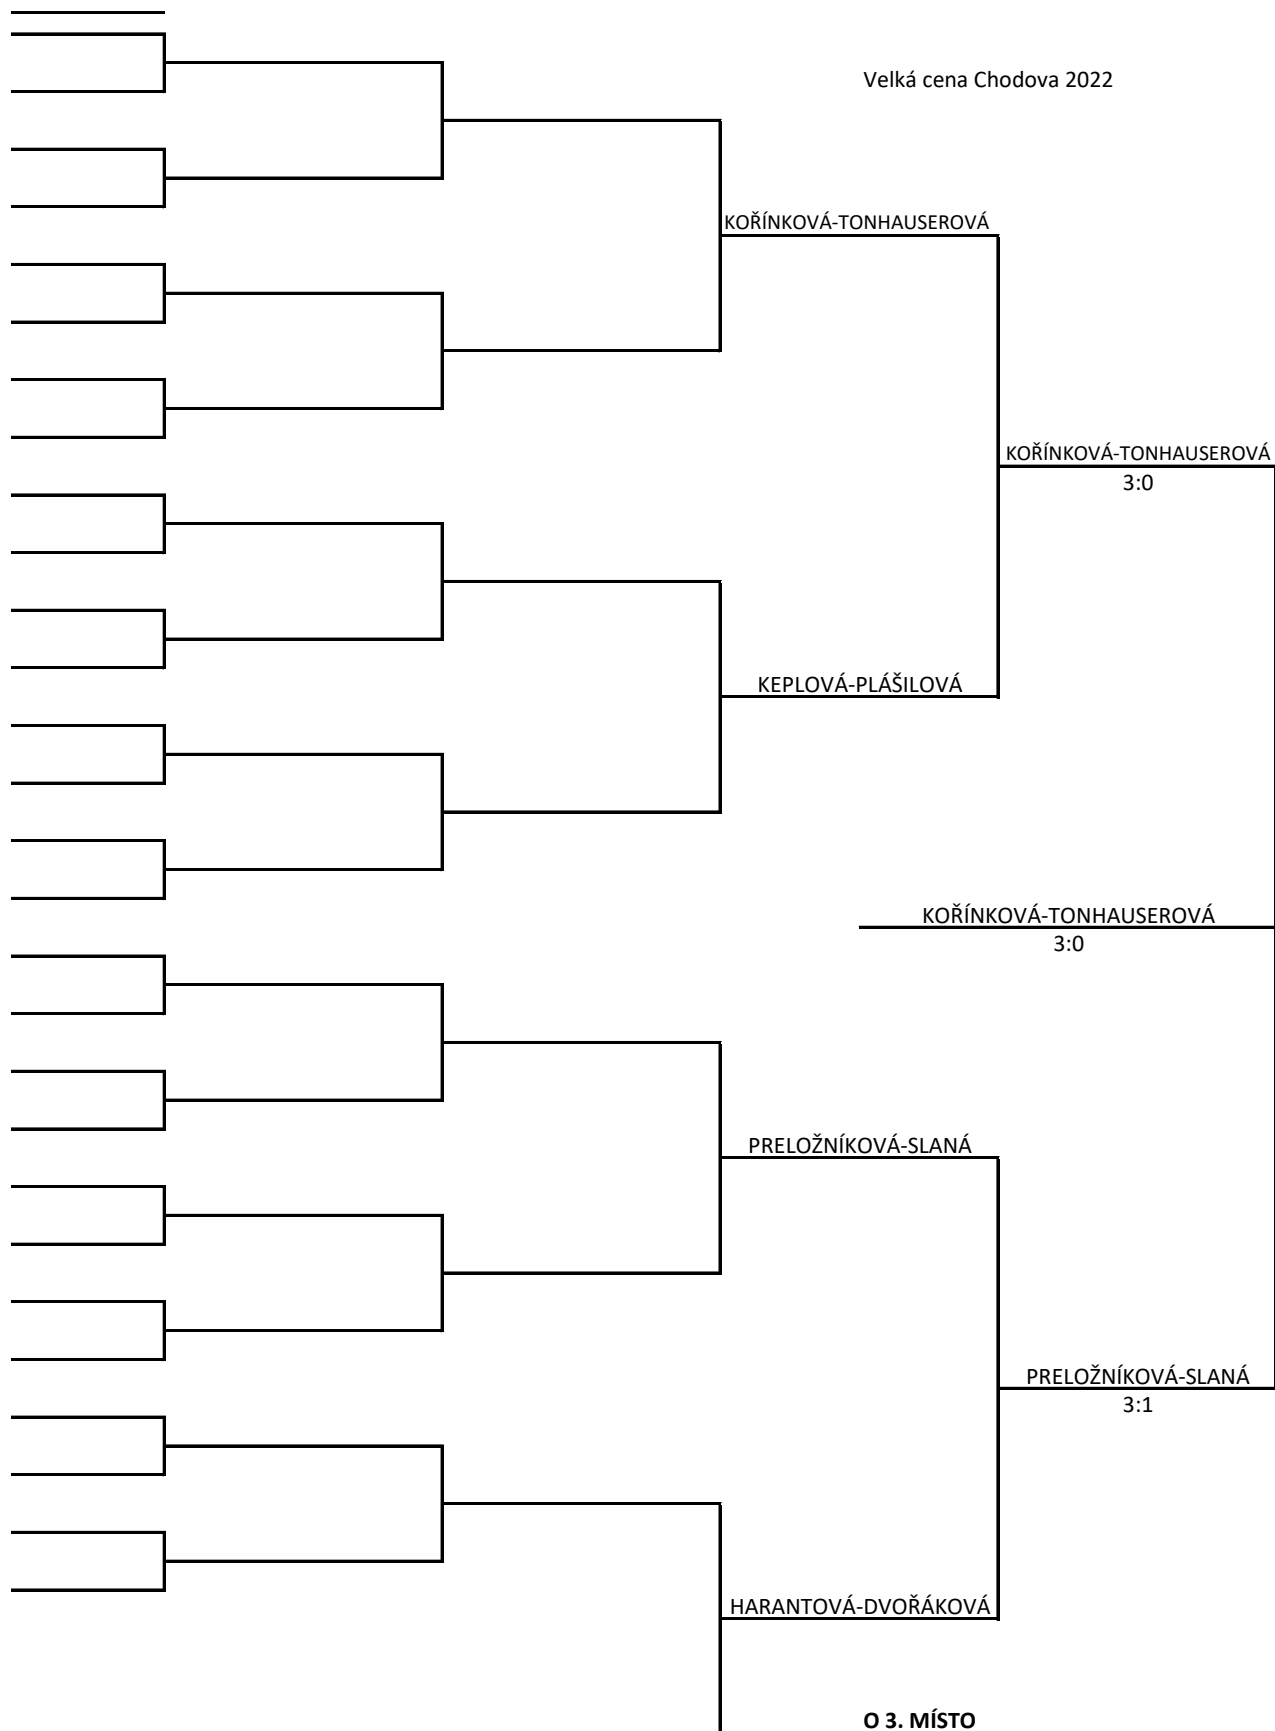 Velká cena Chodova 2022
KOŘÍNKOVÁ-TONHAUSEROVÁ
KOŘÍNKOVÁ-TONHAUSEROVÁ
3:0
KEPLOVÁ-PLÁŠILOVÁ
KOŘÍNKOVÁ-TONHAUSEROVÁ
3:0
PRELOŽNÍKOVÁ-SLANÁ
PRELOŽNÍKOVÁ-SLANÁ
3:1
HARANTOVÁ-DVOŘÁKOVÁ
O 3. MÍSTO